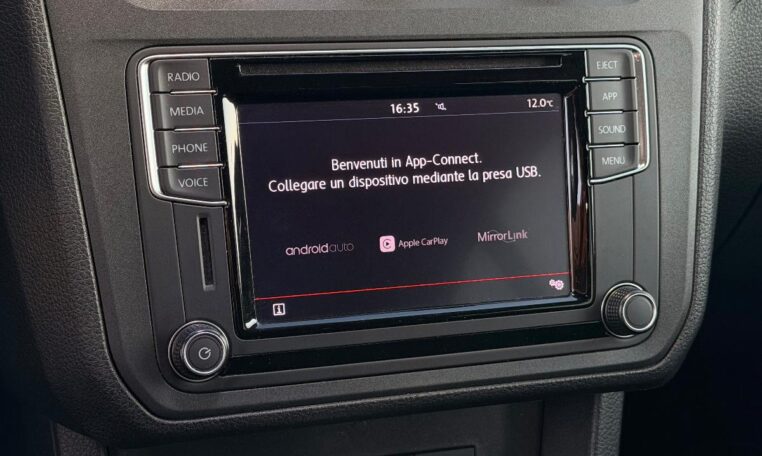 RADIO
MEDIA
PHONE
VOICE
16:35
12.0°C
Benvenuti in App-Connect.
Collegare un dispositivo mediante la presa USB.
androidauto
Apple CarPlay
MirrorLink
i
EJECT
APP
SOUND
MENU